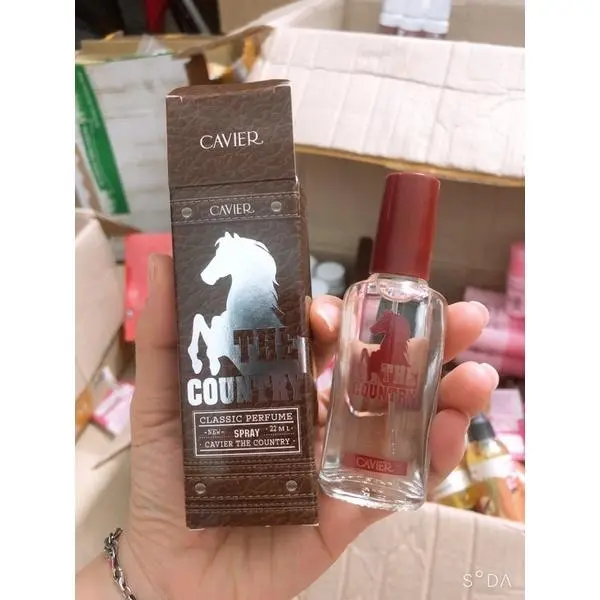 CAVIER
CAVIER
THE
COUNTRY
CLASSIC PERFUME
-NEW- SPRAY · 22 ML ·
· CAVIER THE COUNTRY ·
THE
COUNTRY
CAVIER
S°DA